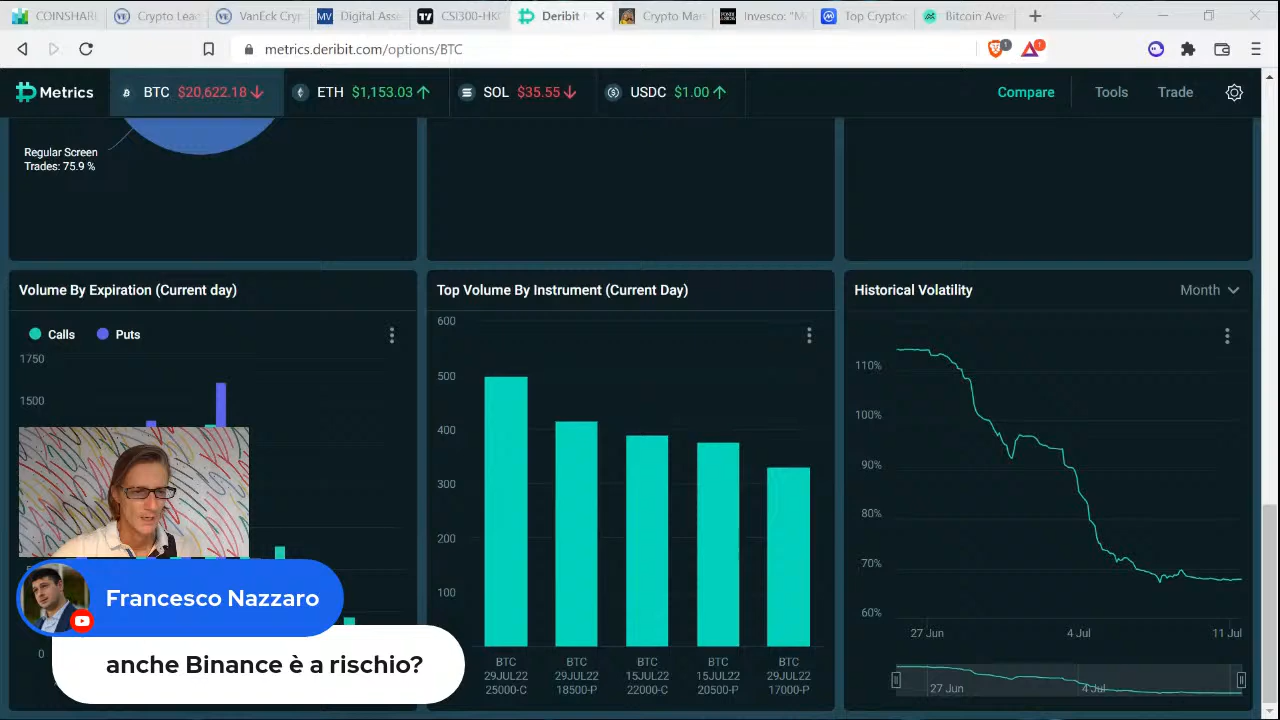 COINSHARI
Crypto Lea
VanEck Cryp
Digital Asse
CSI300-HKC
Deribit
Crypto Mar
Invesco: "M
Top Cryptoc
Bitcoin Ave
metrics.deribit.com/options/BTC
1
1
Metrics
BTC $20,622.18
ETH $1,153.03
SOL $35.55
USDC $1.00
Compare
Tools
Trade
Regular Screen
Trades: 75.9 %
Volume By Expiration (Current day)
Calls
Puts
1750
1500
0
Top Volume By Instrument (Current Day)
600
500
400
300
200
100
BTC
29JUL22
25000-C
BTC
29JUL22
18500-P
BTC
15JUL22
22000-C
BTC
15JUL22
20500-P
BTC
29JUL22
17000-P
Historical Volatility
Month
110%
100%
90%
80%
70%
60%
27 Jun
4 Jul
11 Jul
27 Jun
4 Jul
Francesco Nazzaro
anche Binance è a rischio?